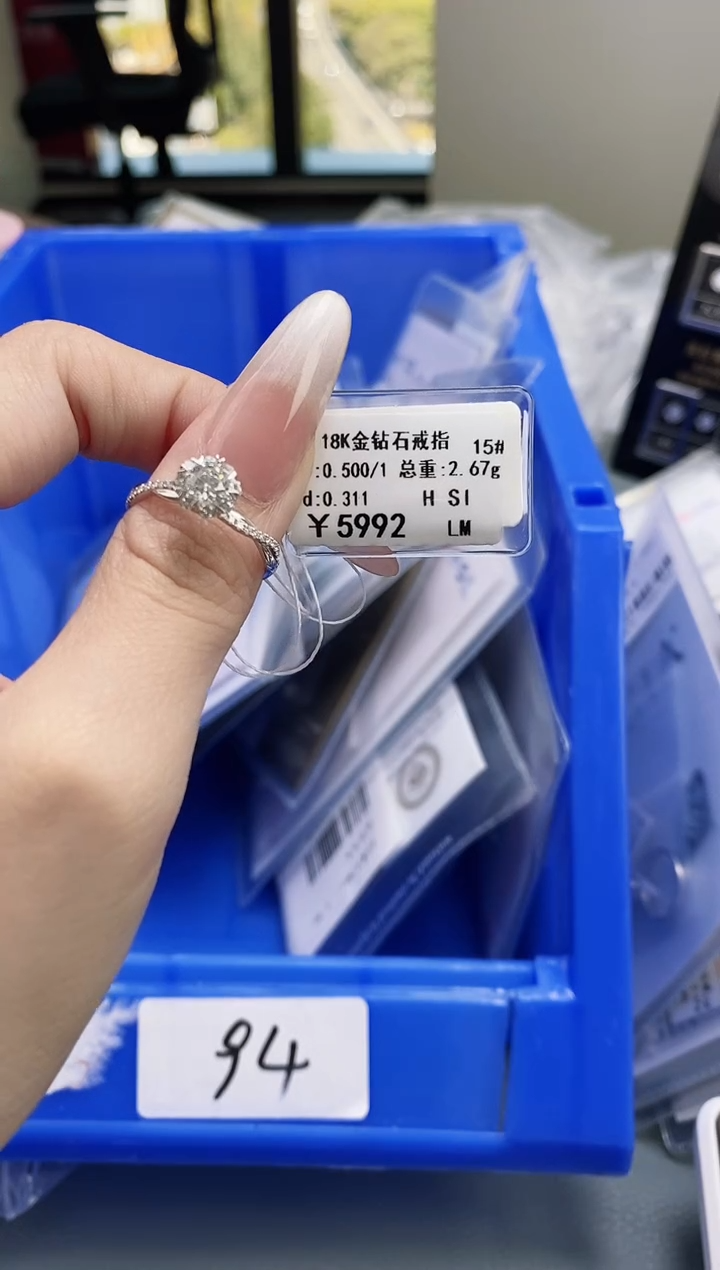 18K金钻石戒指 15#
:0.500/1 总重:2.67g
d:0.311 H SI
￥5992 LM
94